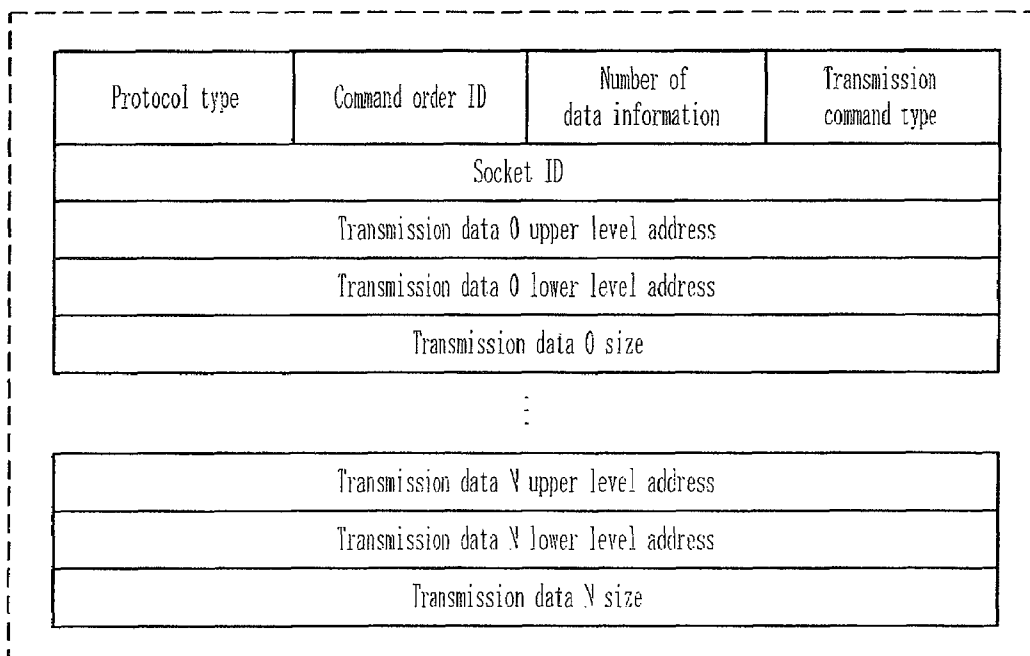 Protocol type
Command order ID
Number of
data information
Transmission
command type
Socket ID
Transmission data 0 upper level address
Transmission data 0 lower level address
Transmission data 0 size
⋮
Transmission data N upper level address
Transmission data N lower level address
Transmission data N size